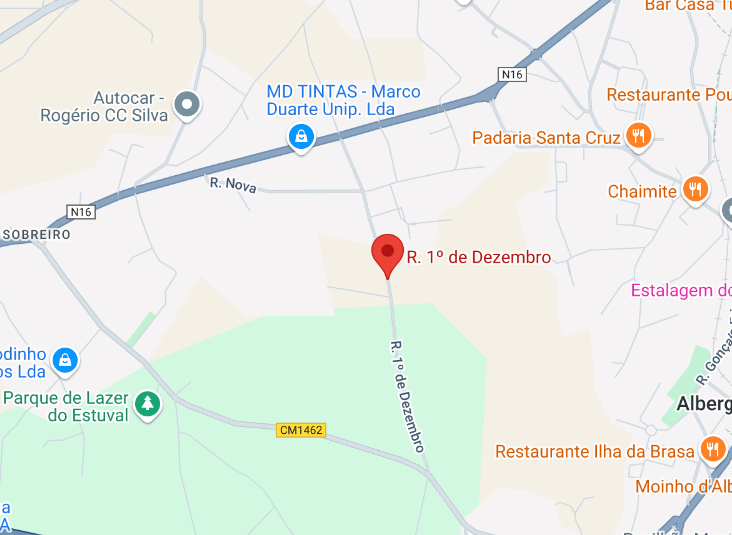 Bar Casa Tu
N16
MD TINTAS - Marco
Duarte Unip. Lda
Autocar -
Rogério CC Silva
Restaurante Pou
Padaria Santa Cruz
R. Nova
Chaimite
N16
SOBREIRO
R. 1º de Dezembro
Estalagem do
R. Gonçalo E
odinho
os Lda
R. 1º de Dezembro
Parque de Lazer
do Estuval
Alberg
CM1462
Restaurante Ilha da Brasa
Moinho d'Alb
a
A